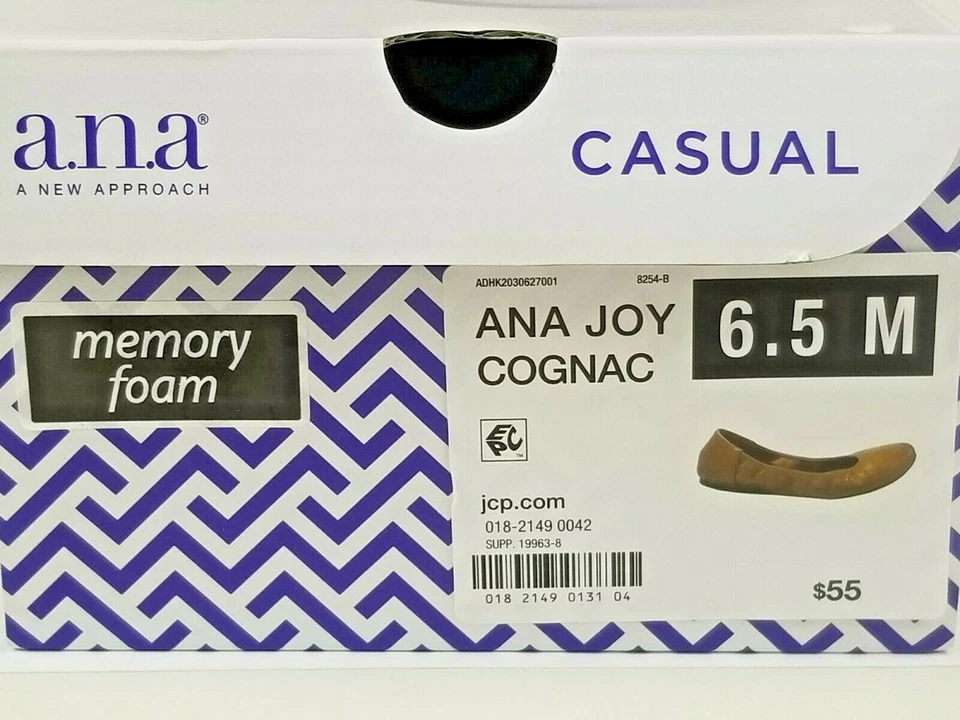 a.n.a®
A NEW APPROACH
CASUAL
memory
foam
ADHK2030627001 8254-B
ANA JOY
COGNAC
6.5 M
EPC™
jcp.com
018-2149 0042
SUPP. 19963-8
018 2149 0131 04
$55